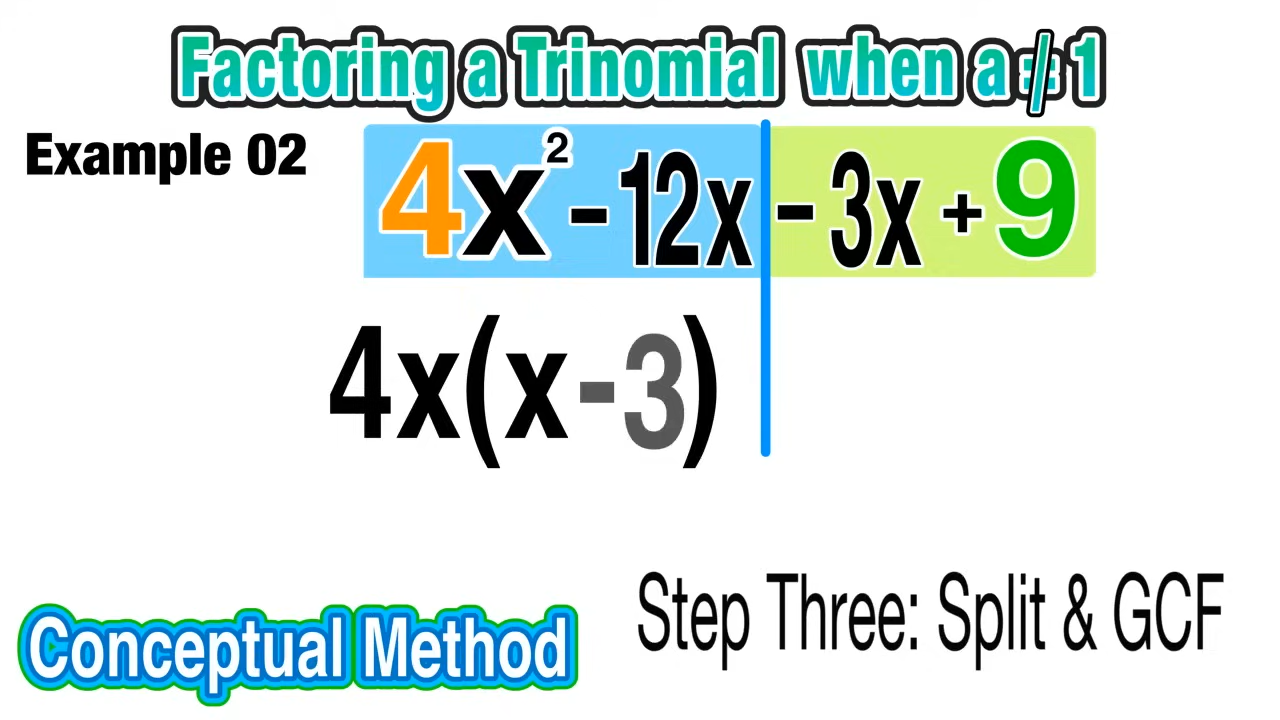 Factoring a Trinomial when a ≠ 1
Example 02
4x² - 12x - 3x + 9
4x(x-3)
Step Three: Split & GCF
Conceptual Method